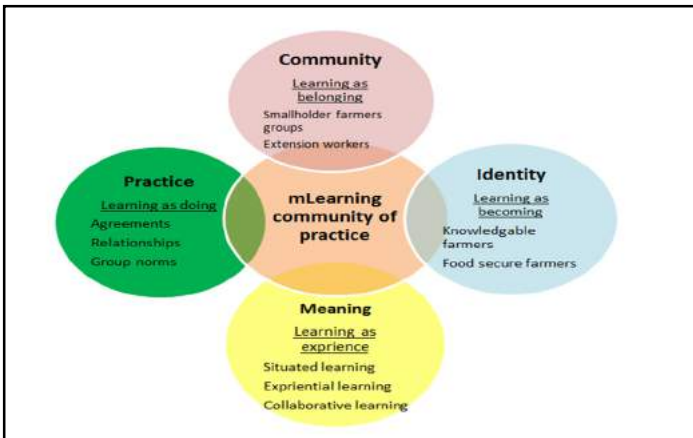 Community
Learning as
belonging
Smallholder farmers
groups
Extension workers
Practice
Learning as doing
Agreements
Relationships
Group norms
mLearning
community of
practice
Identity
Learning as
becoming
Knowledgable
farmers
Food secure farmers
Meaning
Learning as
exprience
Situated learning
Expriential learning
Collaborative learning